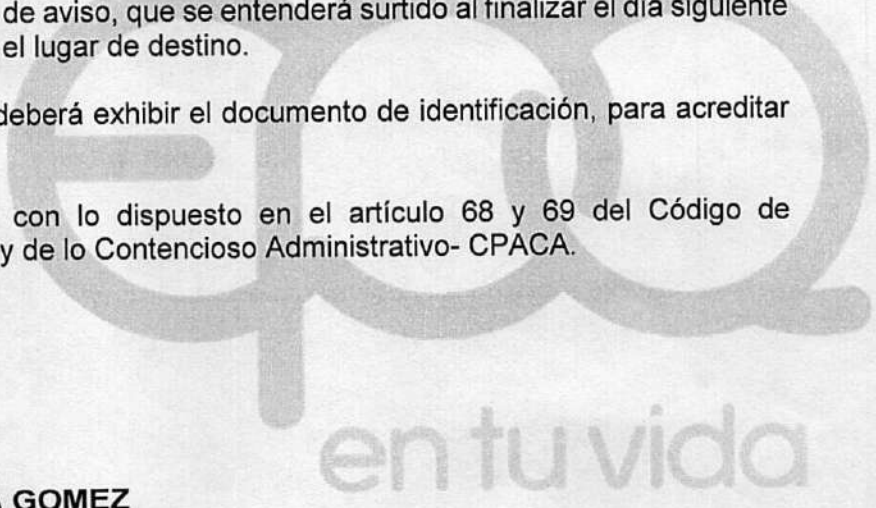 de aviso, que se entenderá surtido al finalizar el día siguiente
el lugar de destino.
deberá exhibir el documento de identificación, para acreditar
con lo dispuesto en el artículo 68 y 69 del Código de
y de lo Contencioso Administrativo- CPACA.
epq
en tu vida
GOMEZ